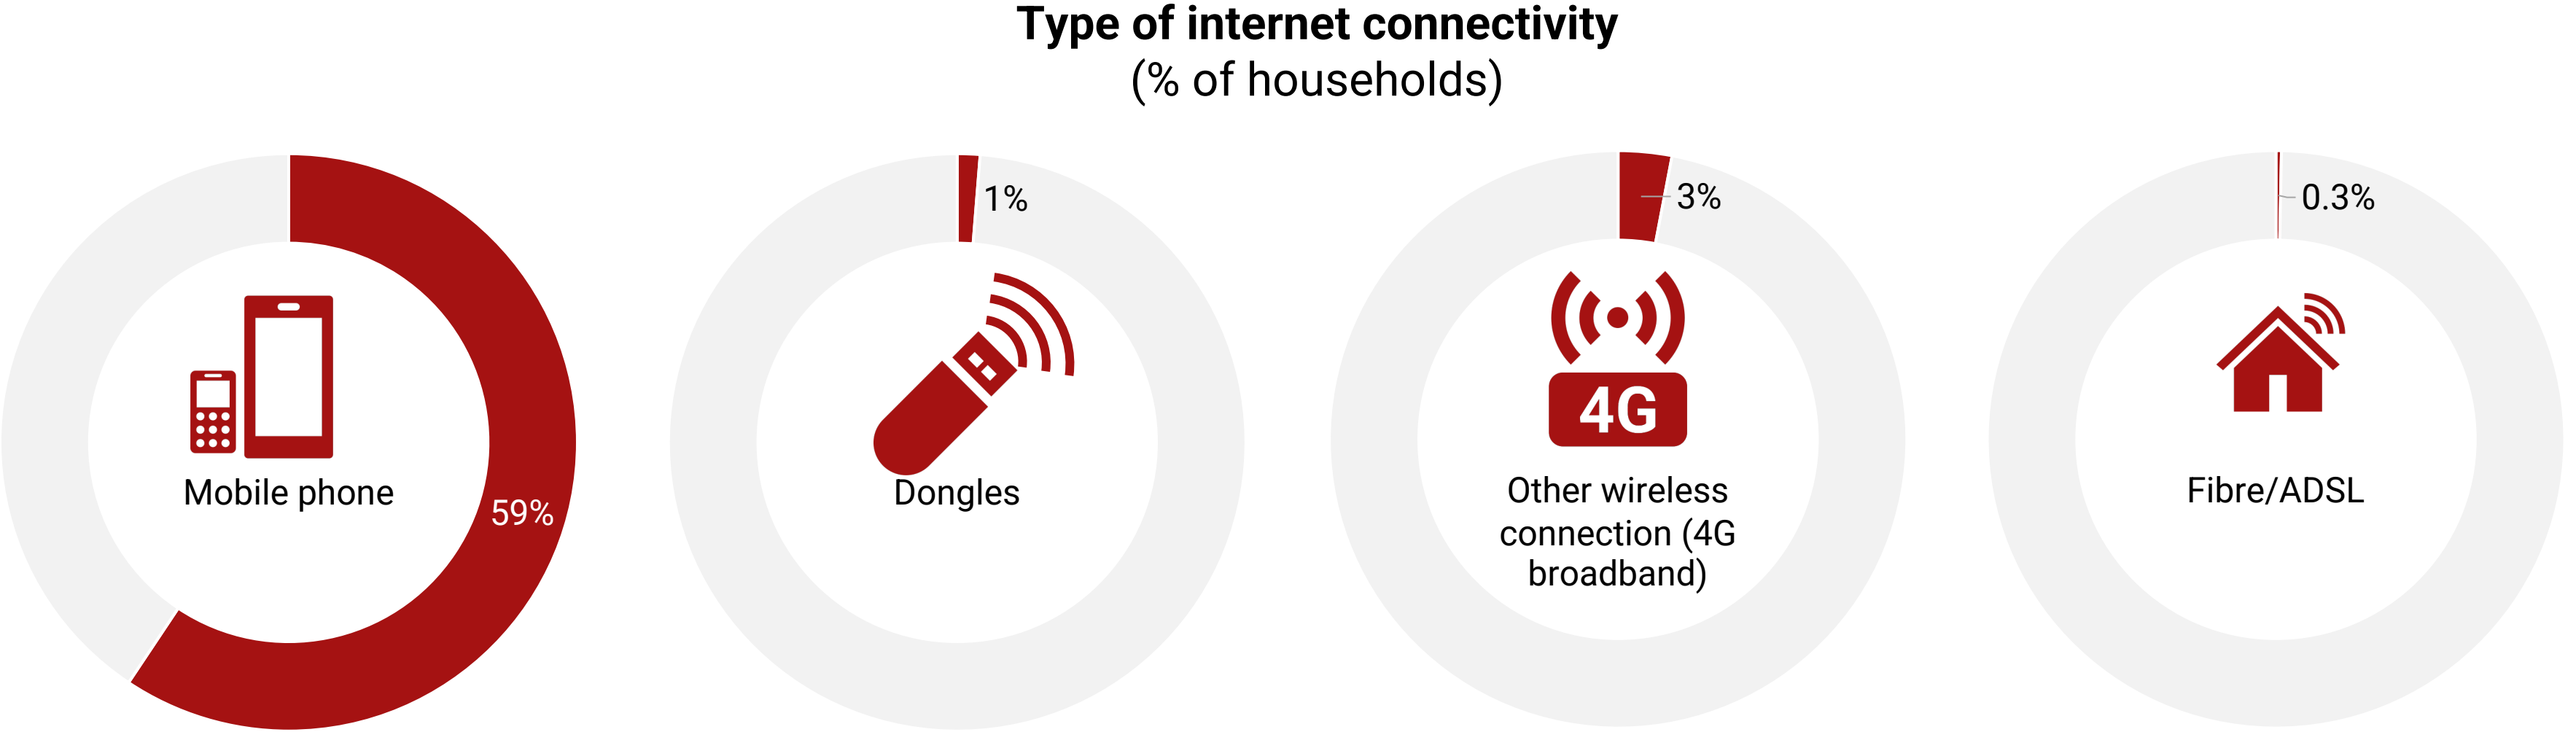 Type of internet connectivity
(% of households)
59%
Mobile phone
1%
Dongles
3%
4G
Other wireless
connection (4G
broadband)
0.3%
Fibre/ADSL